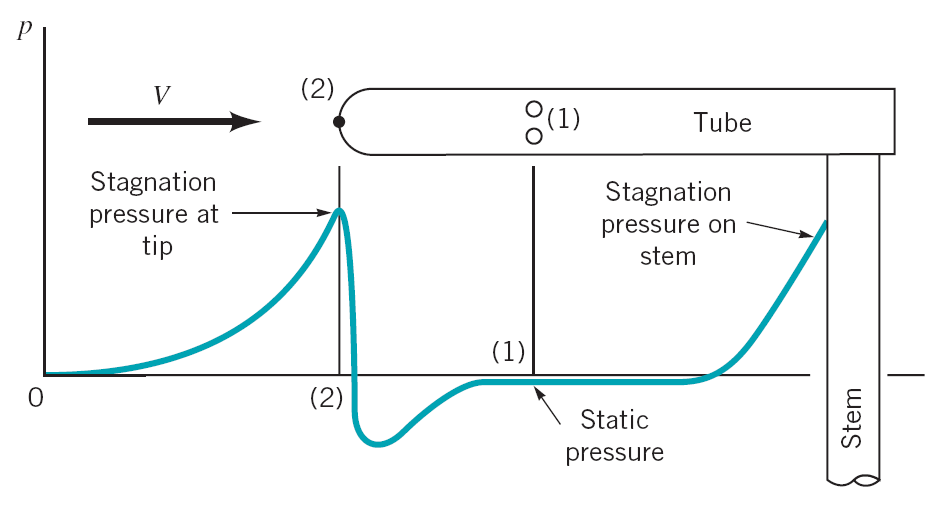 p
V
(2)
(1)
Tube
Stagnation
pressure at
tip
Stagnation
pressure on
stem
(1)
0
(2)
Static
pressure
Stem